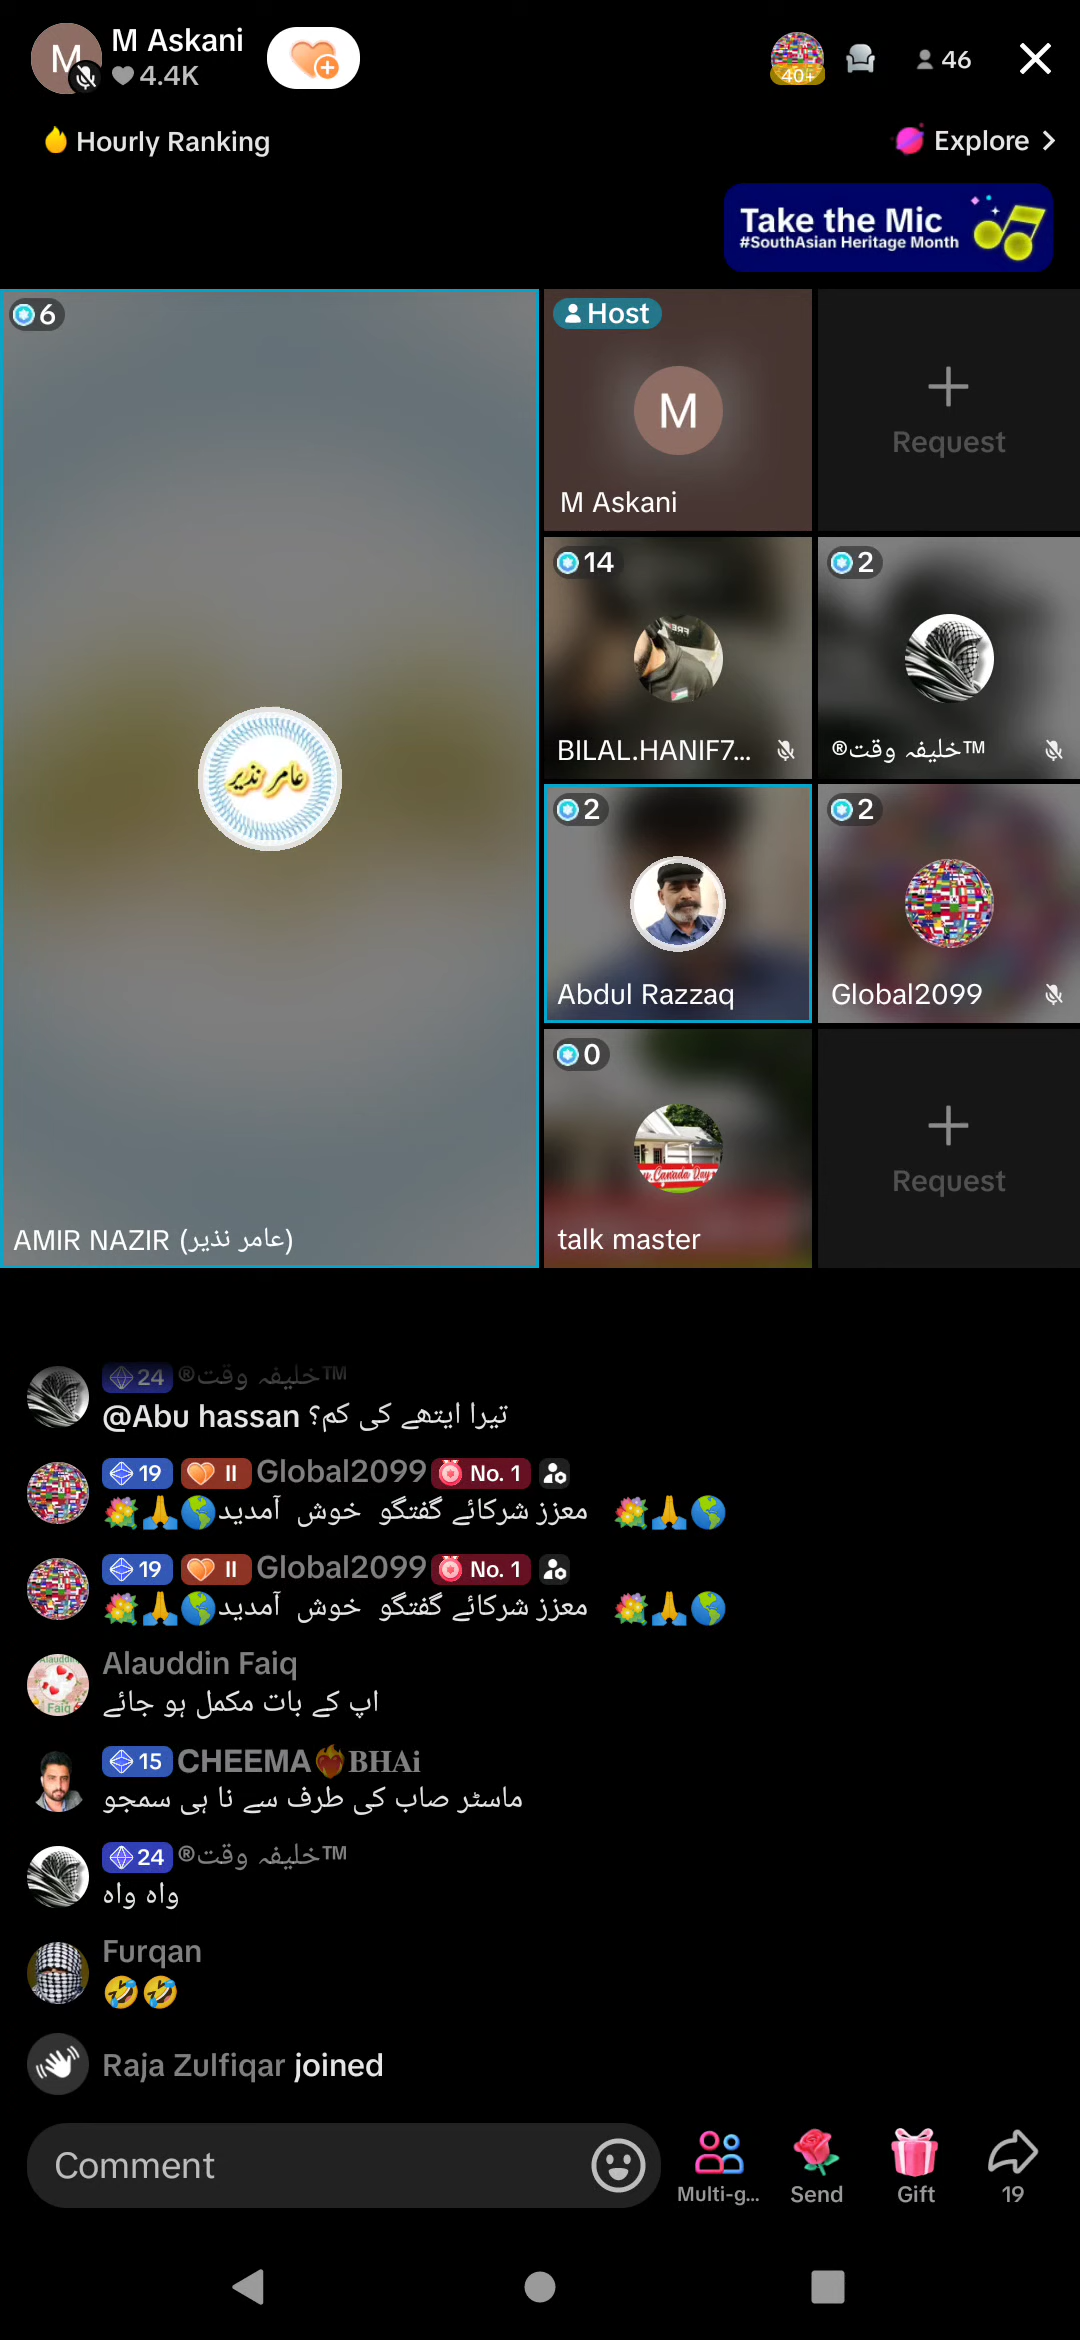 M Askani
M
4.4K
40+
46
Hourly Ranking
Explore
Take the Mic
#SouthAsian Heritage Month
6
Host
M
M Askani
Request
عامر نذیر
AMIR NAZIR (عامر نذیر)
14
BILAL.HANIF7...
2
®خلیفہ وقت™
2
Abdul Razzaq
2
Global2099
0
Canada Day
talk master
Request
24 ®خلیفہ وقت™
@Abu hassan تیرا ایتھے کی کم؟
19 II Global2099 No. 1
💐🙏🌎معزز شرکائے گفتگو خوش آمدید 💐🙏🌎
19 II Global2099 No. 1
💐🙏🌎معزز شرکائے گفتگو خوش آمدید 💐🙏🌎
Alauddin Faiq
اپ کے بات مکمل ہو جائے
15 CHEEMA❤️‍🔥BHAi
ماسٹر صاب کی طرف سے نا ہی سمجو
24 ®خلیفہ وقت™
واہ واہ
Furqan
🤣🤣
Raja Zulfiqar joined
Comment
Multi-g...
Send
Gift
19